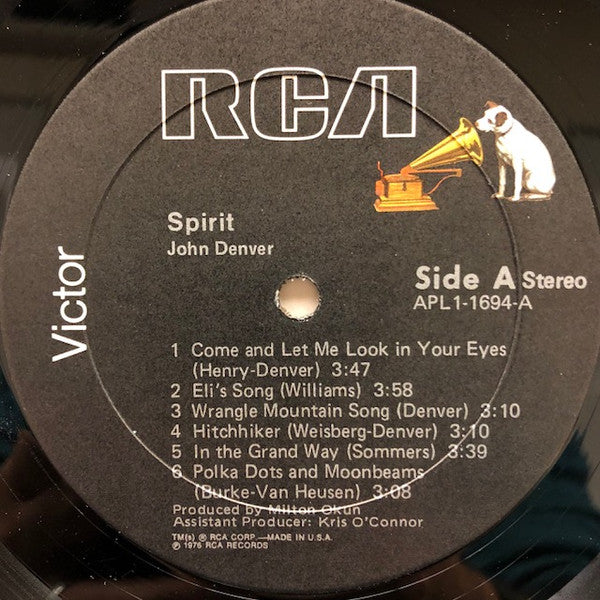 RCA
Victor
Spirit
John Denver
Side A Stereo
APL1-1694-A
1 Come and Let Me Look in Your Eyes
(Henry-Denver) 3:47
2 Eli's Song (Williams) 3:58
3 Wrangle Mountain Song (Denver) 3:10
4 Hitchhiker (Weisberg-Denver) 3:10
5 In the Grand Way (Sommers) 3:39
6 Polka Dots and Moonbeams
(Burke-Van Heusen) 3:08
Produced by Milton Okun
Assistant Producer: Kris O'Connor
TM(s) ® RCA CORP.—MADE IN U.S.A.
℗ 1976 RCA RECORDS